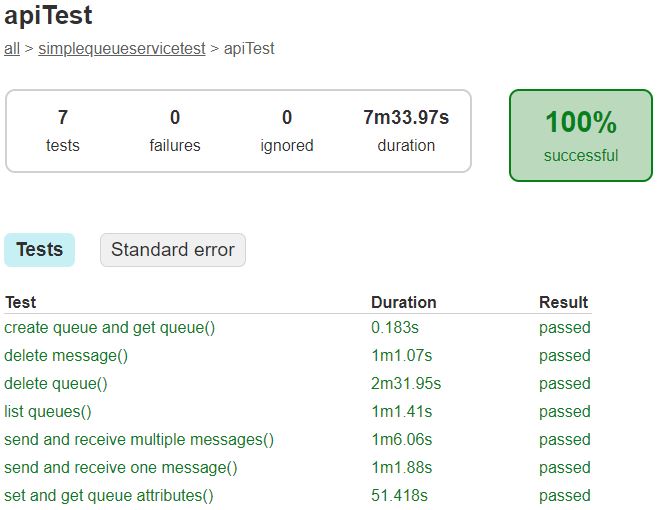 apiTest
all > simplequeueservicetest > apiTest
7 0 0 7m33.97s 100%
tests failures ignored duration successful
Tests Standard error
Test Duration Result
create queue and get queue() 0.183s passed
delete message() 1m1.07s passed
delete queue() 2m31.95s passed
list queues() 1m1.41s passed
send and receive multiple messages() 1m6.06s passed
send and receive one message() 1m1.88s passed
set and get queue attributes() 51.418s passed